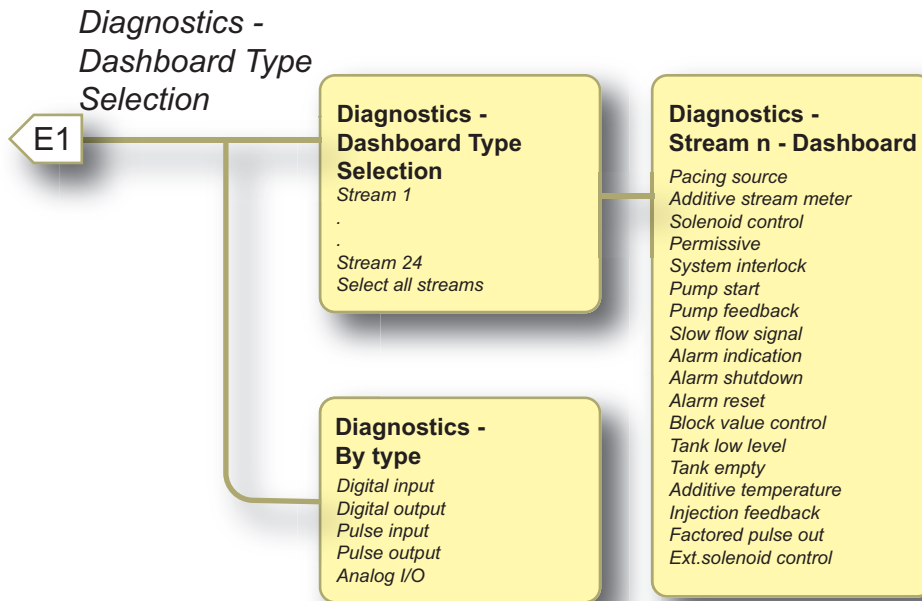 Diagnostics -
Dashboard Type
Selection
E1
Diagnostics -
Dashboard Type
Selection
Stream 1
.
.
Stream 24
Select all streams
Diagnostics -
By type
Digital input
Digital output
Pulse input
Pulse output
Analog I/O
Diagnostics -
Stream n - Dashboard
Pacing source
Additive stream meter
Solenoid control
Permissive
System interlock
Pump start
Pump feedback
Slow flow signal
Alarm indication
Alarm shutdown
Alarm reset
Block value control
Tank low level
Tank empty
Additive temperature
Injection feedback
Factored pulse out
Ext.solenoid control